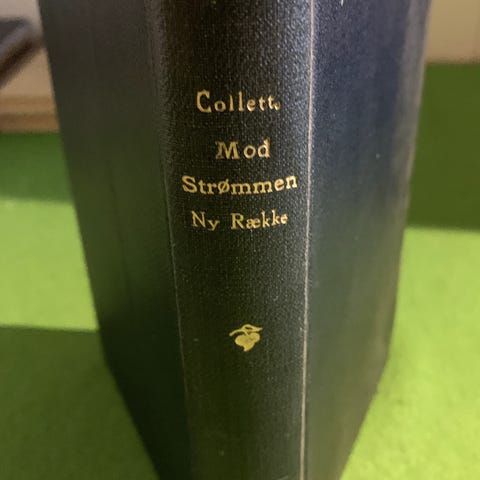 Collett.
Mod
Strømmen
Ny Række